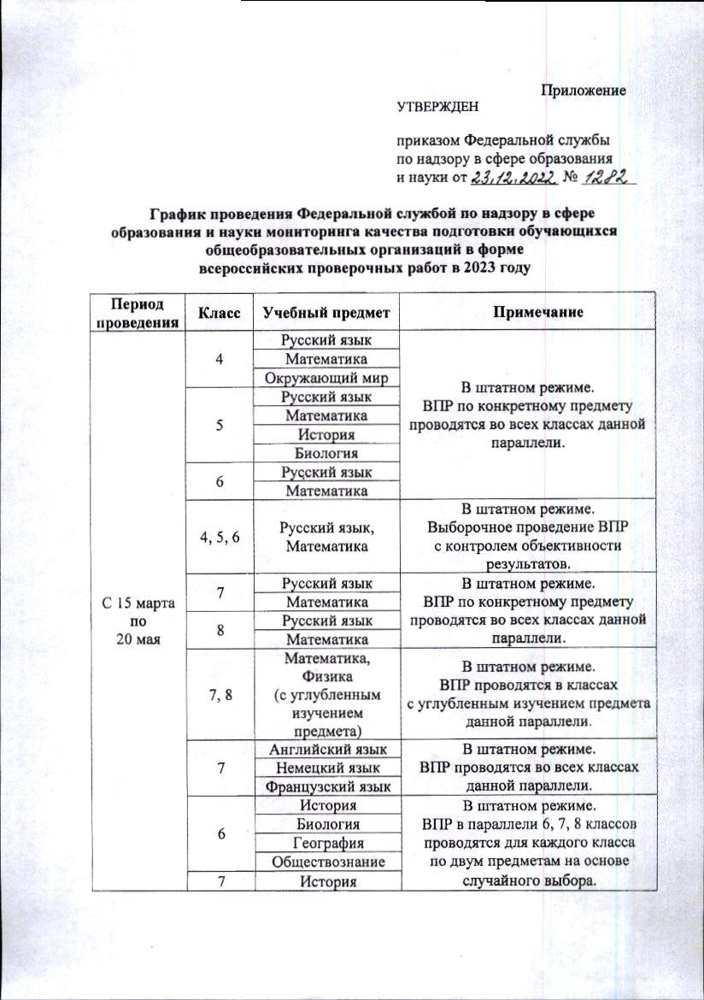 Приложение
УТВЕРЖДЕН
приказом Федеральной службы
по надзору в сфере образования
и науки от 23.12.2022 № 1282
График проведения Федеральной службой по надзору в сфере
образования и науки мониторинга качества подготовки обучающихся
общеобразовательных организаций в форме
всероссийских проверочных работ в 2023 году
Период
проведения
Класс
Учебный предмет
Примечание
С 15 марта
по
20 мая
4
Русский язык
Математика
Окружающий мир
5
Русский язык
Математика
История
Биология
6
Русский язык
Математика
В штатном режиме.
ВПР по конкретному предмету
проводятся во всех классах данной
параллели.
4, 5, 6
Русский язык,
Математика
В штатном режиме.
Выборочное проведение ВПР
с контролем объективности
результатов.
7
Русский язык
Математика
8
Русский язык
Математика
В штатном режиме.
ВПР по конкретному предмету
проводятся во всех классах данной
параллели.
7, 8
Математика,
Физика
(с углубленным
изучением
предмета)
В штатном режиме.
ВПР проводятся в классах
с углубленным изучением предмета
данной параллели.
7
Английский язык
Немецкий язык
Французский язык
В штатном режиме.
ВПР проводятся во всех классах
данной параллели.
6
История
Биология
География
Обществознание
7
История
В штатном режиме.
ВПР в параллели 6, 7, 8 классов
проводятся для каждого класса
по двум предметам на основе
случайного выбора.